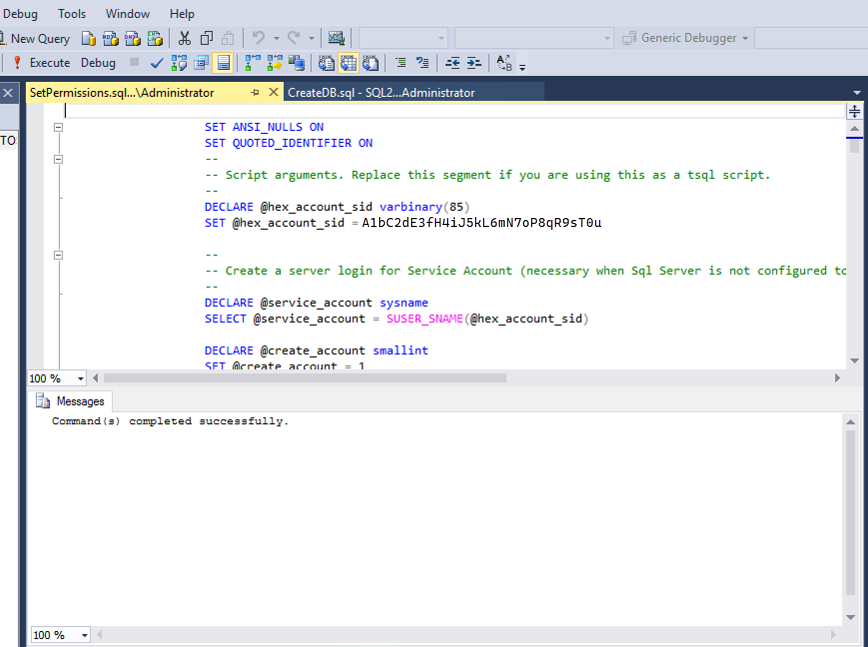 Debug Tools Window Help
New Query Generic Debugger
Execute Debug
SetPermissions.sql...\Administrator CreateDB.sql - SQL2...Administrator
TO
SET ANSI_NULLS ON
SET QUOTED_IDENTIFIER ON
--
-- Script arguments. Replace this segment if you are using this as a tsql script.
--
DECLARE @hex_account_sid varbinary(85)
SET @hex_account_sid = A1bC2dE3fH4iJ5kL6mN7oP8qR9sT0u
--
-- Create a server login for Service Account (necessary when Sql Server is not configured to
--
DECLARE @service_account sysname
SELECT @service_account = SUSER_SNAME(@hex_account_sid)
DECLARE @create_account smallint
SET @create_account = 1
100 %
Messages
Command(s) completed successfully.
100 %